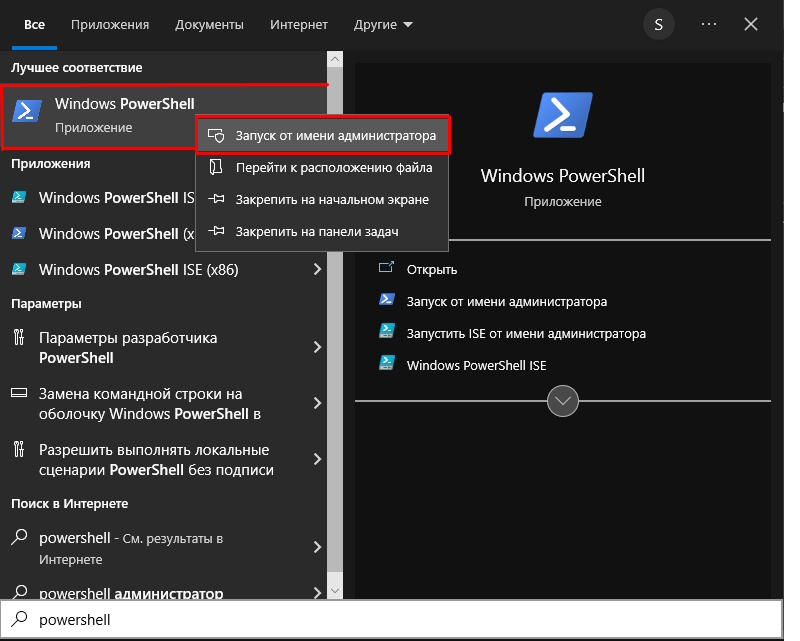 Все Приложения Документы Интернет Другие S
Лучшее соответствие
Windows PowerShell
Приложение
Запуск от имени администратора
Перейти к расположению файла
Закрепить на начальном экране
Закрепить на панели задач
Приложения
Windows PowerShell IS
Windows PowerShell (x
Windows PowerShell ISE (x86)
Параметры
Параметры разработчика
PowerShell
Замена командной строки на
оболочку Windows PowerShell в
Разрешить выполнять локальные
сценарии PowerShell без подписи
Поиск в Интернете
powershell - См. результаты в
Интернете
powershell администратор
Windows PowerShell
Приложение
Открыть
Запуск от имени администратора
Запустить ISE от имени администратора
Windows PowerShell ISE
powershell